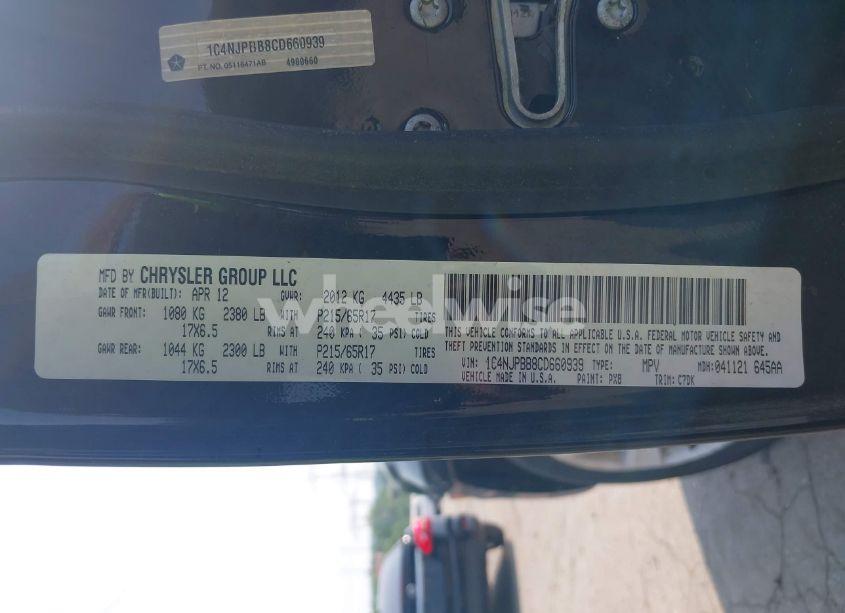 1C4NJPBB8CD660939
PT. NO. 05116471AB 4980660
MFD BY CHRYSLER GROUP LLC
DATE OF MFR(BUILT): APR 12 GVWR: 2012 KG 4435 LB
GAWR FRONT: 1080 KG 2380 LB WITH P215/65R17 TIRES
17X6.5 RIMS AT 240 KPA ( 35 PSI) COLD
GAWR REAR: 1044 KG 2300 LB WITH P215/65R17 TIRES
17X6.5 RIMS AT 240 KPA ( 35 PSI) COLD
THIS VEHICLE CONFORMS TO ALL APPLICABLE U.S.A. FEDERAL MOTOR VEHICLE SAFETY AND
THEFT PREVENTION STANDARDS IN EFFECT ON THE DATE OF MANUFACTURE SHOWN ABOVE.
VIN: 1C4NJPBB8CD660939 TYPE: MPV MDH: 041121 645AA
VEHICLE MADE IN U.S.A. PAINT: PXB TRIM: C7DK
wheelwise